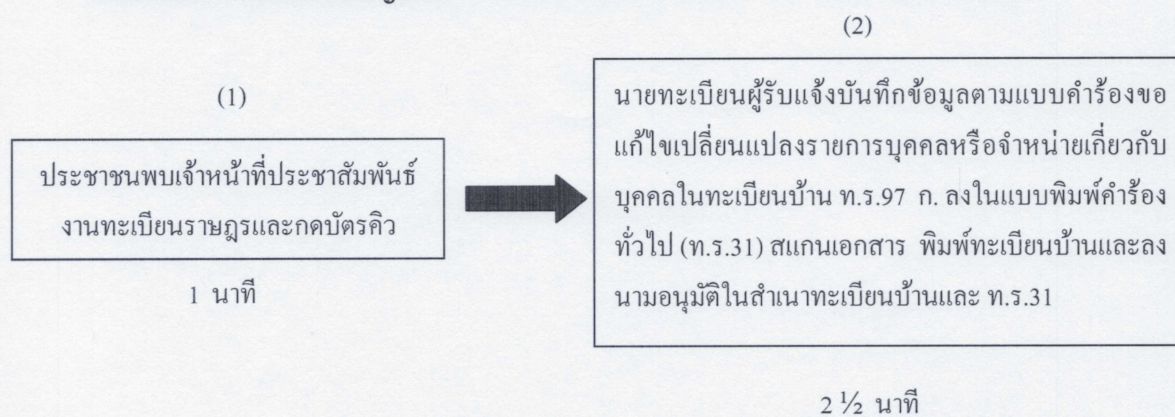 (1)
ประชาชนพบเจ้าหน้าที่ประชาสัมพันธ์
งานทะเบียนราษฎรและกดบัตรคิว
1 นาที
(2)
นายทะเบียนผู้รับแจ้งบันทึกข้อมูลตามแบบคำร้องขอ
แก้ไขเปลี่ยนแปลงรายการบุคคลหรือจำหน่ายเกี่ยวกับ
บุคคลในทะเบียนบ้าน ท.ร.97 ก. ลงในแบบพิมพ์คำร้อง
ทั่วไป (ท.ร.31) สแกนเอกสาร พิมพ์ทะเบียนบ้านและลง
นามอนุมัติในสำเนาทะเบียนบ้านและ ท.ร.31
2 ½ นาที